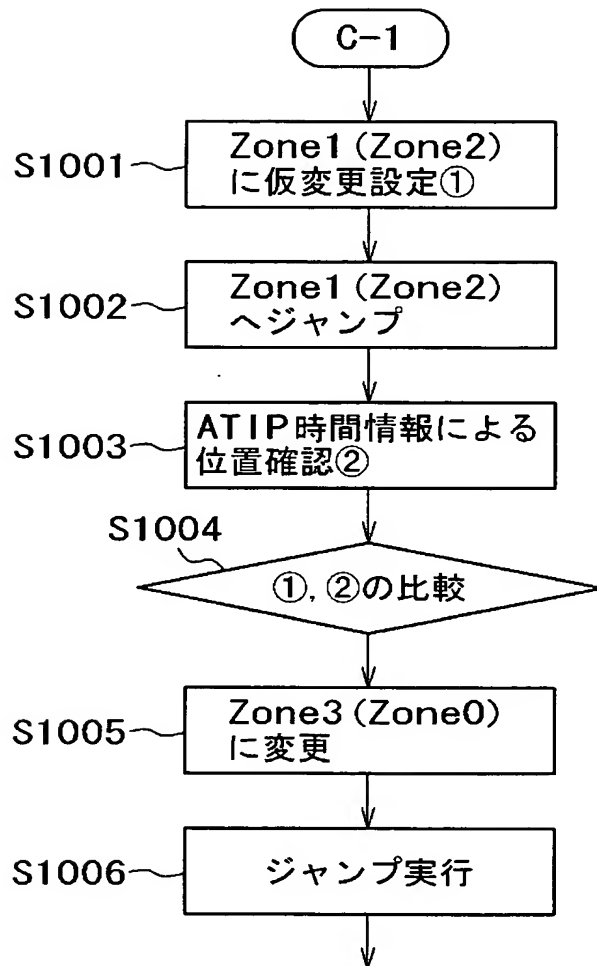 C-1
S1001
Zone1(Zone2)
に仮変更設定①
S1002
Zone1(Zone2)
へジャンプ
S1003
ATIP時間情報による
位置確認②
S1004
①,②の比較
S1005
Zone3(Zone0)
に変更
S1006
ジャンプ実行